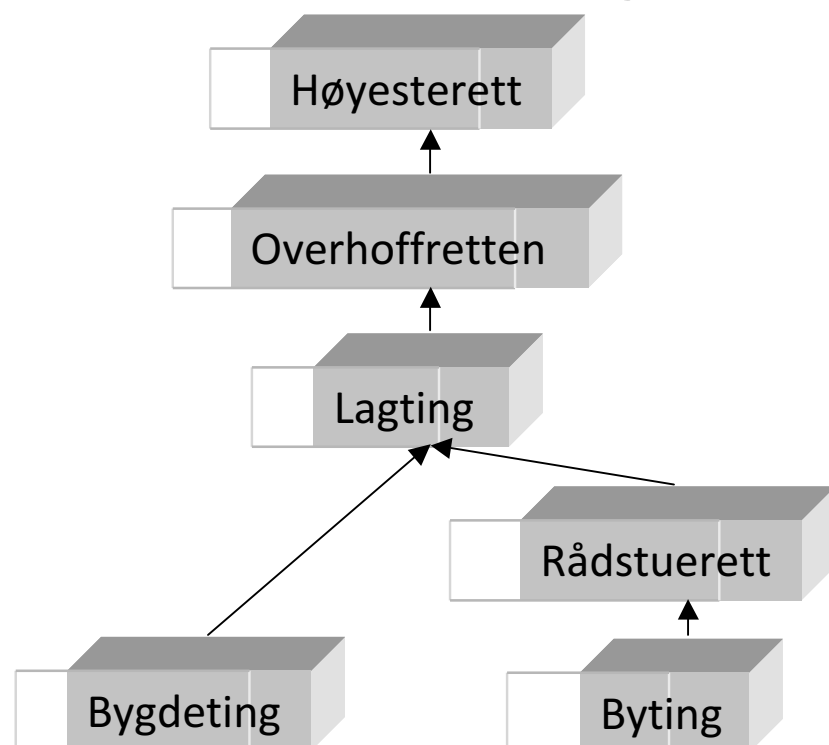 Høyesterett
Overhoffretten
Lagting
Rådstuerett
Bygdeting
Byting